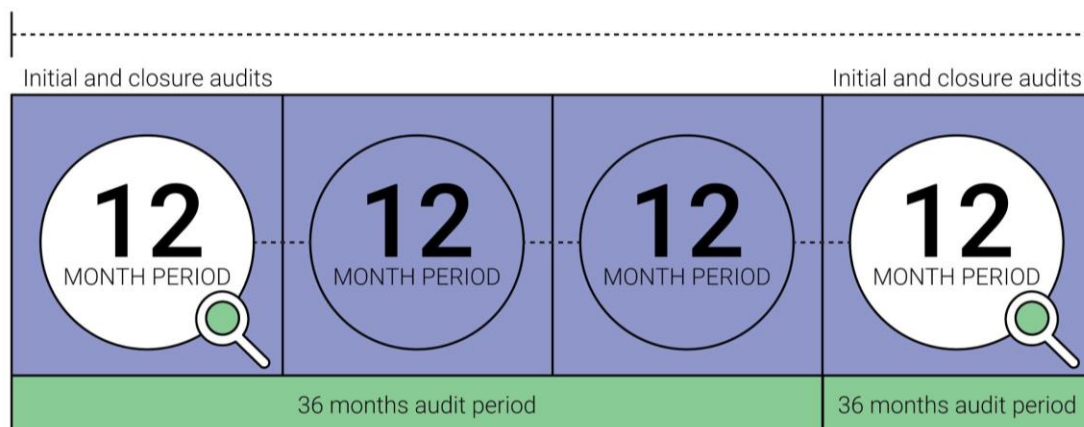 Initial and closure audits
Initial and closure audits
12
MONTH PERIOD
12
MONTH PERIOD
12
MONTH PERIOD
12
MONTH PERIOD
36 months audit period
36 months audit period